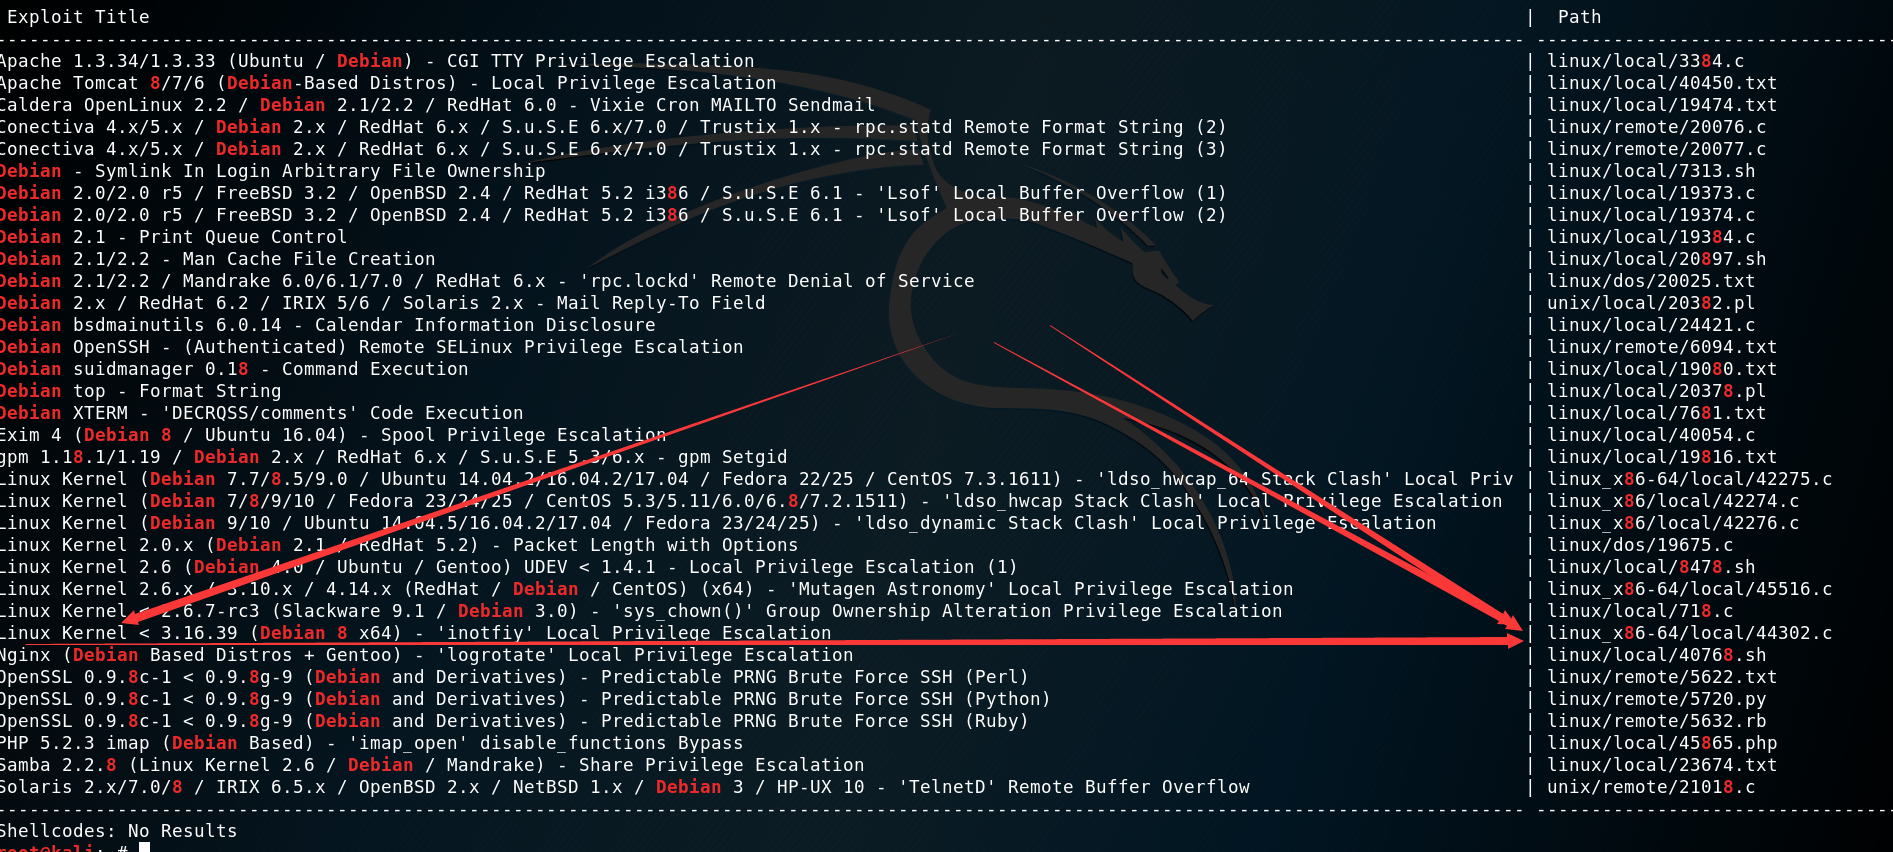 Exploit Title | Path
Apache 1.3.34/1.3.33 (Ubuntu / Debian) - CGI TTY Privilege Escalation | linux/local/3384.c
Apache Tomcat 8/7/6 (Debian-Based Distros) - Local Privilege Escalation | linux/local/40450.txt
Caldera OpenLinux 2.2 / Debian 2.1/2.2 / RedHat 6.0 - Vixie Cron MAILTO Sendmail | linux/local/19474.txt
Conectiva 4.x/5.x / Debian 2.x / RedHat 6.x / S.u.S.E 6.x/7.0 / Trustix 1.x - rpc.statd Remote Format String (2) | linux/remote/20076.c
Conectiva 4.x/5.x / Debian 2.x / RedHat 6.x / S.u.S.E 6.x/7.0 / Trustix 1.x - rpc.statd Remote Format String (3) | linux/remote/20077.c
Debian - Symlink In Login Arbitrary File Ownership | linux/local/7313.sh
Debian 2.0/2.0 r5 / FreeBSD 3.2 / OpenBSD 2.4 / RedHat 5.2 i386 / S.u.S.E 6.1 - 'Lsof' Local Buffer Overflow (1) | linux/local/19373.c
Debian 2.0/2.0 r5 / FreeBSD 3.2 / OpenBSD 2.4 / RedHat 5.2 i386 / S.u.S.E 6.1 - 'Lsof' Local Buffer Overflow (2) | linux/local/19374.c
Debian 2.1 - Print Queue Control | linux/local/19384.c
Debian 2.1/2.2 - Man Cache File Creation | linux/local/20897.sh
Debian 2.1/2.2 / Mandrake 6.0/6.1/7.0 / RedHat 6.x - 'rpc.lockd' Remote Denial of Service | linux/dos/20025.txt
Debian 2.x / RedHat 6.2 / IRIX 5/6 / Solaris 2.x - Mail Reply-To Field | unix/local/20382.pl
Debian bsdmainutils 6.0.14 - Calendar Information Disclosure | linux/local/24421.c
Debian OpenSSH - (Authenticated) Remote SELinux Privilege Escalation | linux/remote/6094.txt
Debian suidmanager 0.18 - Command Execution | linux/local/19080.txt
Debian top - Format String | linux/local/20378.pl
Debian XTERM - 'DECRQSS/comments' Code Execution | linux/local/7681.txt
Exim 4 (Debian 8 / Ubuntu 16.04) - Spool Privilege Escalation | linux/local/40054.c
gpm 1.18.1/1.19 / Debian 2.x / RedHat 6.x / S.u.S.E 5.3/6.x - gpm Setgid | linux/local/19816.txt
Linux Kernel (Debian 7.7/8.5/9.0 / Ubuntu 14.04.2/16.04.2/17.04 / Fedora 22/25 / CentOS 7.3.1611) - 'ldso_hwcap_64 Stack Clash' Local Priv | linux_x86-64/local/42275.c
Linux Kernel (Debian 7/8/9/10 / Fedora 23/24/25 / CentOS 5.3/5.11/6.0/6.8/7.2.1511) - 'ldso_hwcap Stack Clash' Local Privilege Escalation | linux_x86/local/42274.c
Linux Kernel (Debian 9/10 / Ubuntu 14.04.5/16.04.2/17.04 / Fedora 23/24/25) - 'ldso_dynamic Stack Clash' Local Privilege Escalation | linux_x86/local/42276.c
Linux Kernel 2.0.x (Debian 2.1 / RedHat 5.2) - Packet Length with Options | linux/dos/19675.c
Linux Kernel 2.6 (Debian 4.0 / Ubuntu / Gentoo) UDEV < 1.4.1 - Local Privilege Escalation (1) | linux/local/8478.sh
Linux Kernel 2.6.x / 3.10.x / 4.14.x (RedHat / Debian / CentOS) (x64) - 'Mutagen Astronomy' Local Privilege Escalation | linux_x86-64/local/45516.c
Linux Kernel < 2.6.7-rc3 (Slackware 9.1 / Debian 3.0) - 'sys_chown()' Group Ownership Alteration Privilege Escalation | linux/local/718.c
Linux Kernel < 3.16.39 (Debian 8 x64) - 'inotfiy' Local Privilege Escalation | linux_x86-64/local/44302.c
Nginx (Debian Based Distros + Gentoo) - 'logrotate' Local Privilege Escalation | linux/local/40768.sh
OpenSSL 0.9.8c-1 < 0.9.8g-9 (Debian and Derivatives) - Predictable PRNG Brute Force SSH (Perl) | linux/remote/5622.txt
OpenSSL 0.9.8c-1 < 0.9.8g-9 (Debian and Derivatives) - Predictable PRNG Brute Force SSH (Python) | linux/remote/5720.py
OpenSSL 0.9.8c-1 < 0.9.8g-9 (Debian and Derivatives) - Predictable PRNG Brute Force SSH (Ruby) | linux/remote/5632.rb
PHP 5.2.3 imap (Debian Based) - 'imap_open' disable_functions Bypass | linux/local/45865.php
Samba 2.2.8 (Linux Kernel 2.6 / Debian / Mandrake) - Share Privilege Escalation | linux/local/23674.txt
Solaris 2.x/7.0/8 / IRIX 6.5.x / OpenBSD 2.x / NetBSD 1.x / Debian 3 / HP-UX 10 - 'TelnetD' Remote Buffer Overflow | unix/remote/21018.c
Shellcodes: No Results
root@kali: #